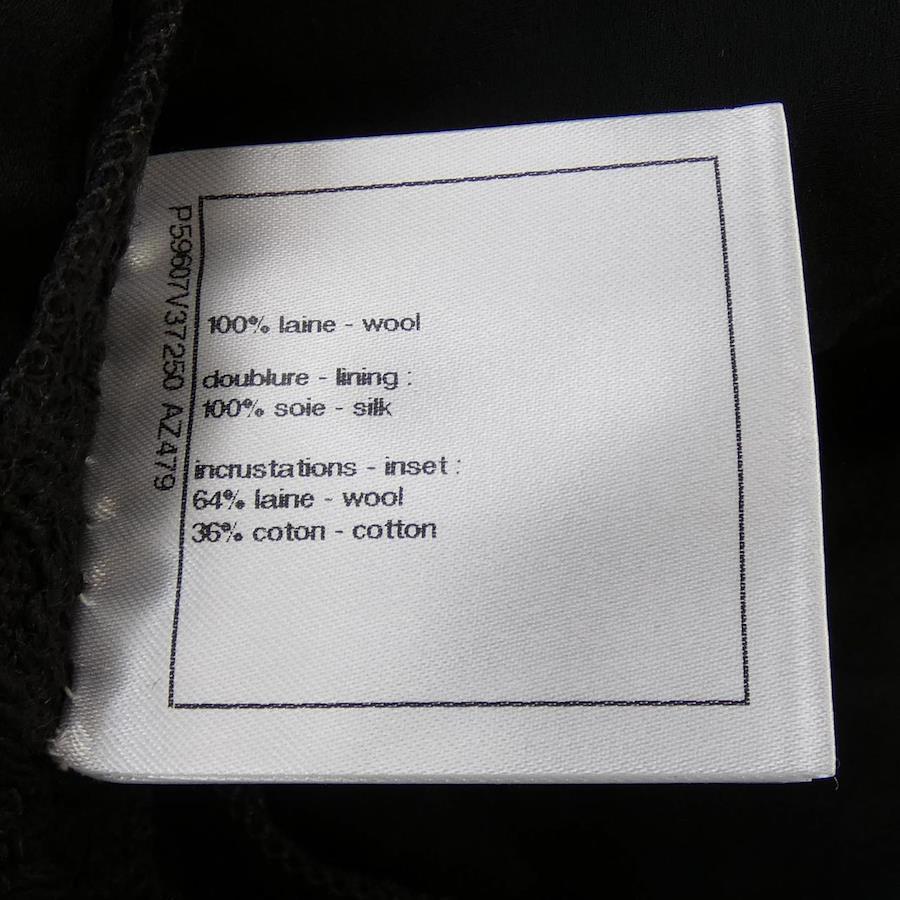 P59607V37250 AZ479
100% laine - wool
doublure - lining :
100% soie - silk
incrustations - inset :
64% laine - wool
36% coton - cotton